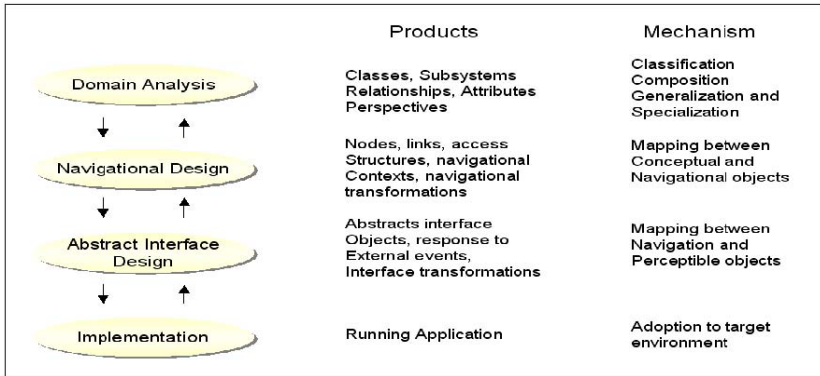 Products
Mechanism
Domain Analysis
Classes, Subsystems
Relationships, Attributes
Perspectives
Classification
Composition
Generalization and
Specialization
Navigational Design
Nodes, links, access
Structures, navigational
Contexts, navigational
transformations
Mapping between
Conceptual and
Navigational objects
Abstract Interface
Design
Abstracts interface
Objects, response to
External events,
Interface transformations
Mapping between
Navigation and
Perceptible objects
Implementation
Running Application
Adoption to target
environment